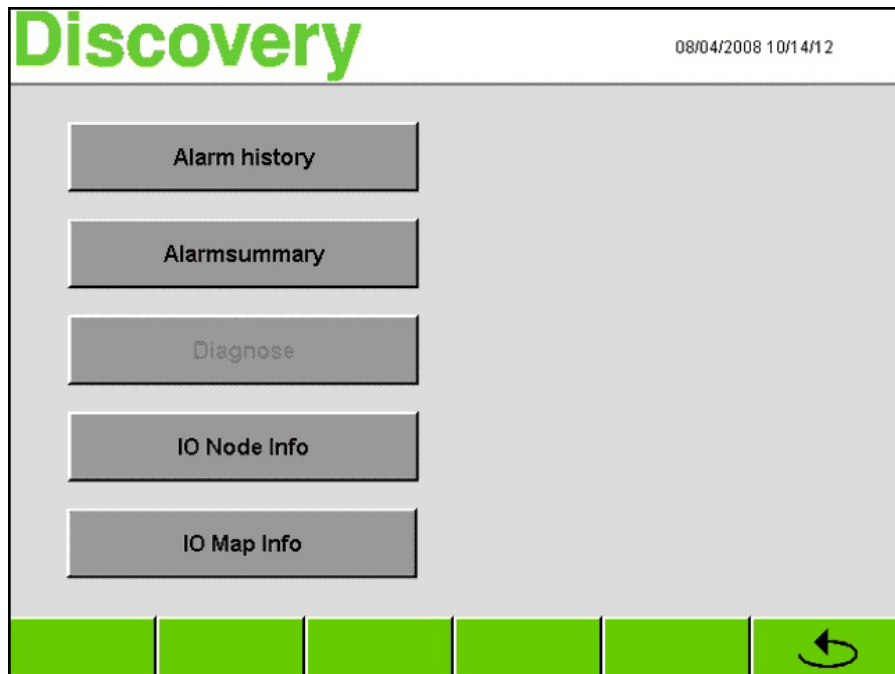 Discovery
08/04/2008 10/14/12
Alarm history
Alarmsummary
Diagnose
IO Node Info
IO Map Info